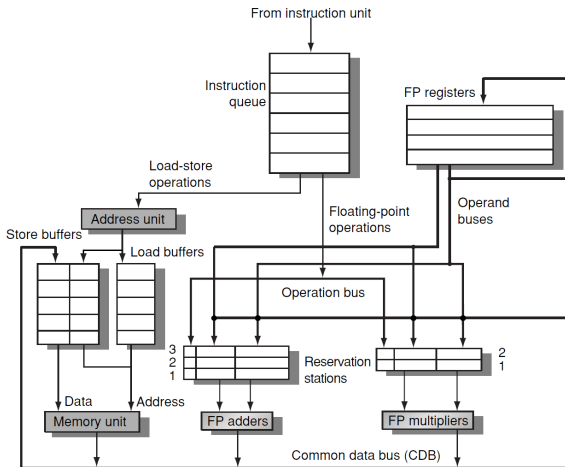 From instruction unit
Instruction
queue
FP registers
Load-store
operations
Address unit
Floating-point
operations
Operand
buses
Store buffers
Load buffers
Operation bus
3
2
1
Reservation
stations
2
1
Data
Address
Memory unit
FP adders
FP multipliers
Common data bus (CDB)